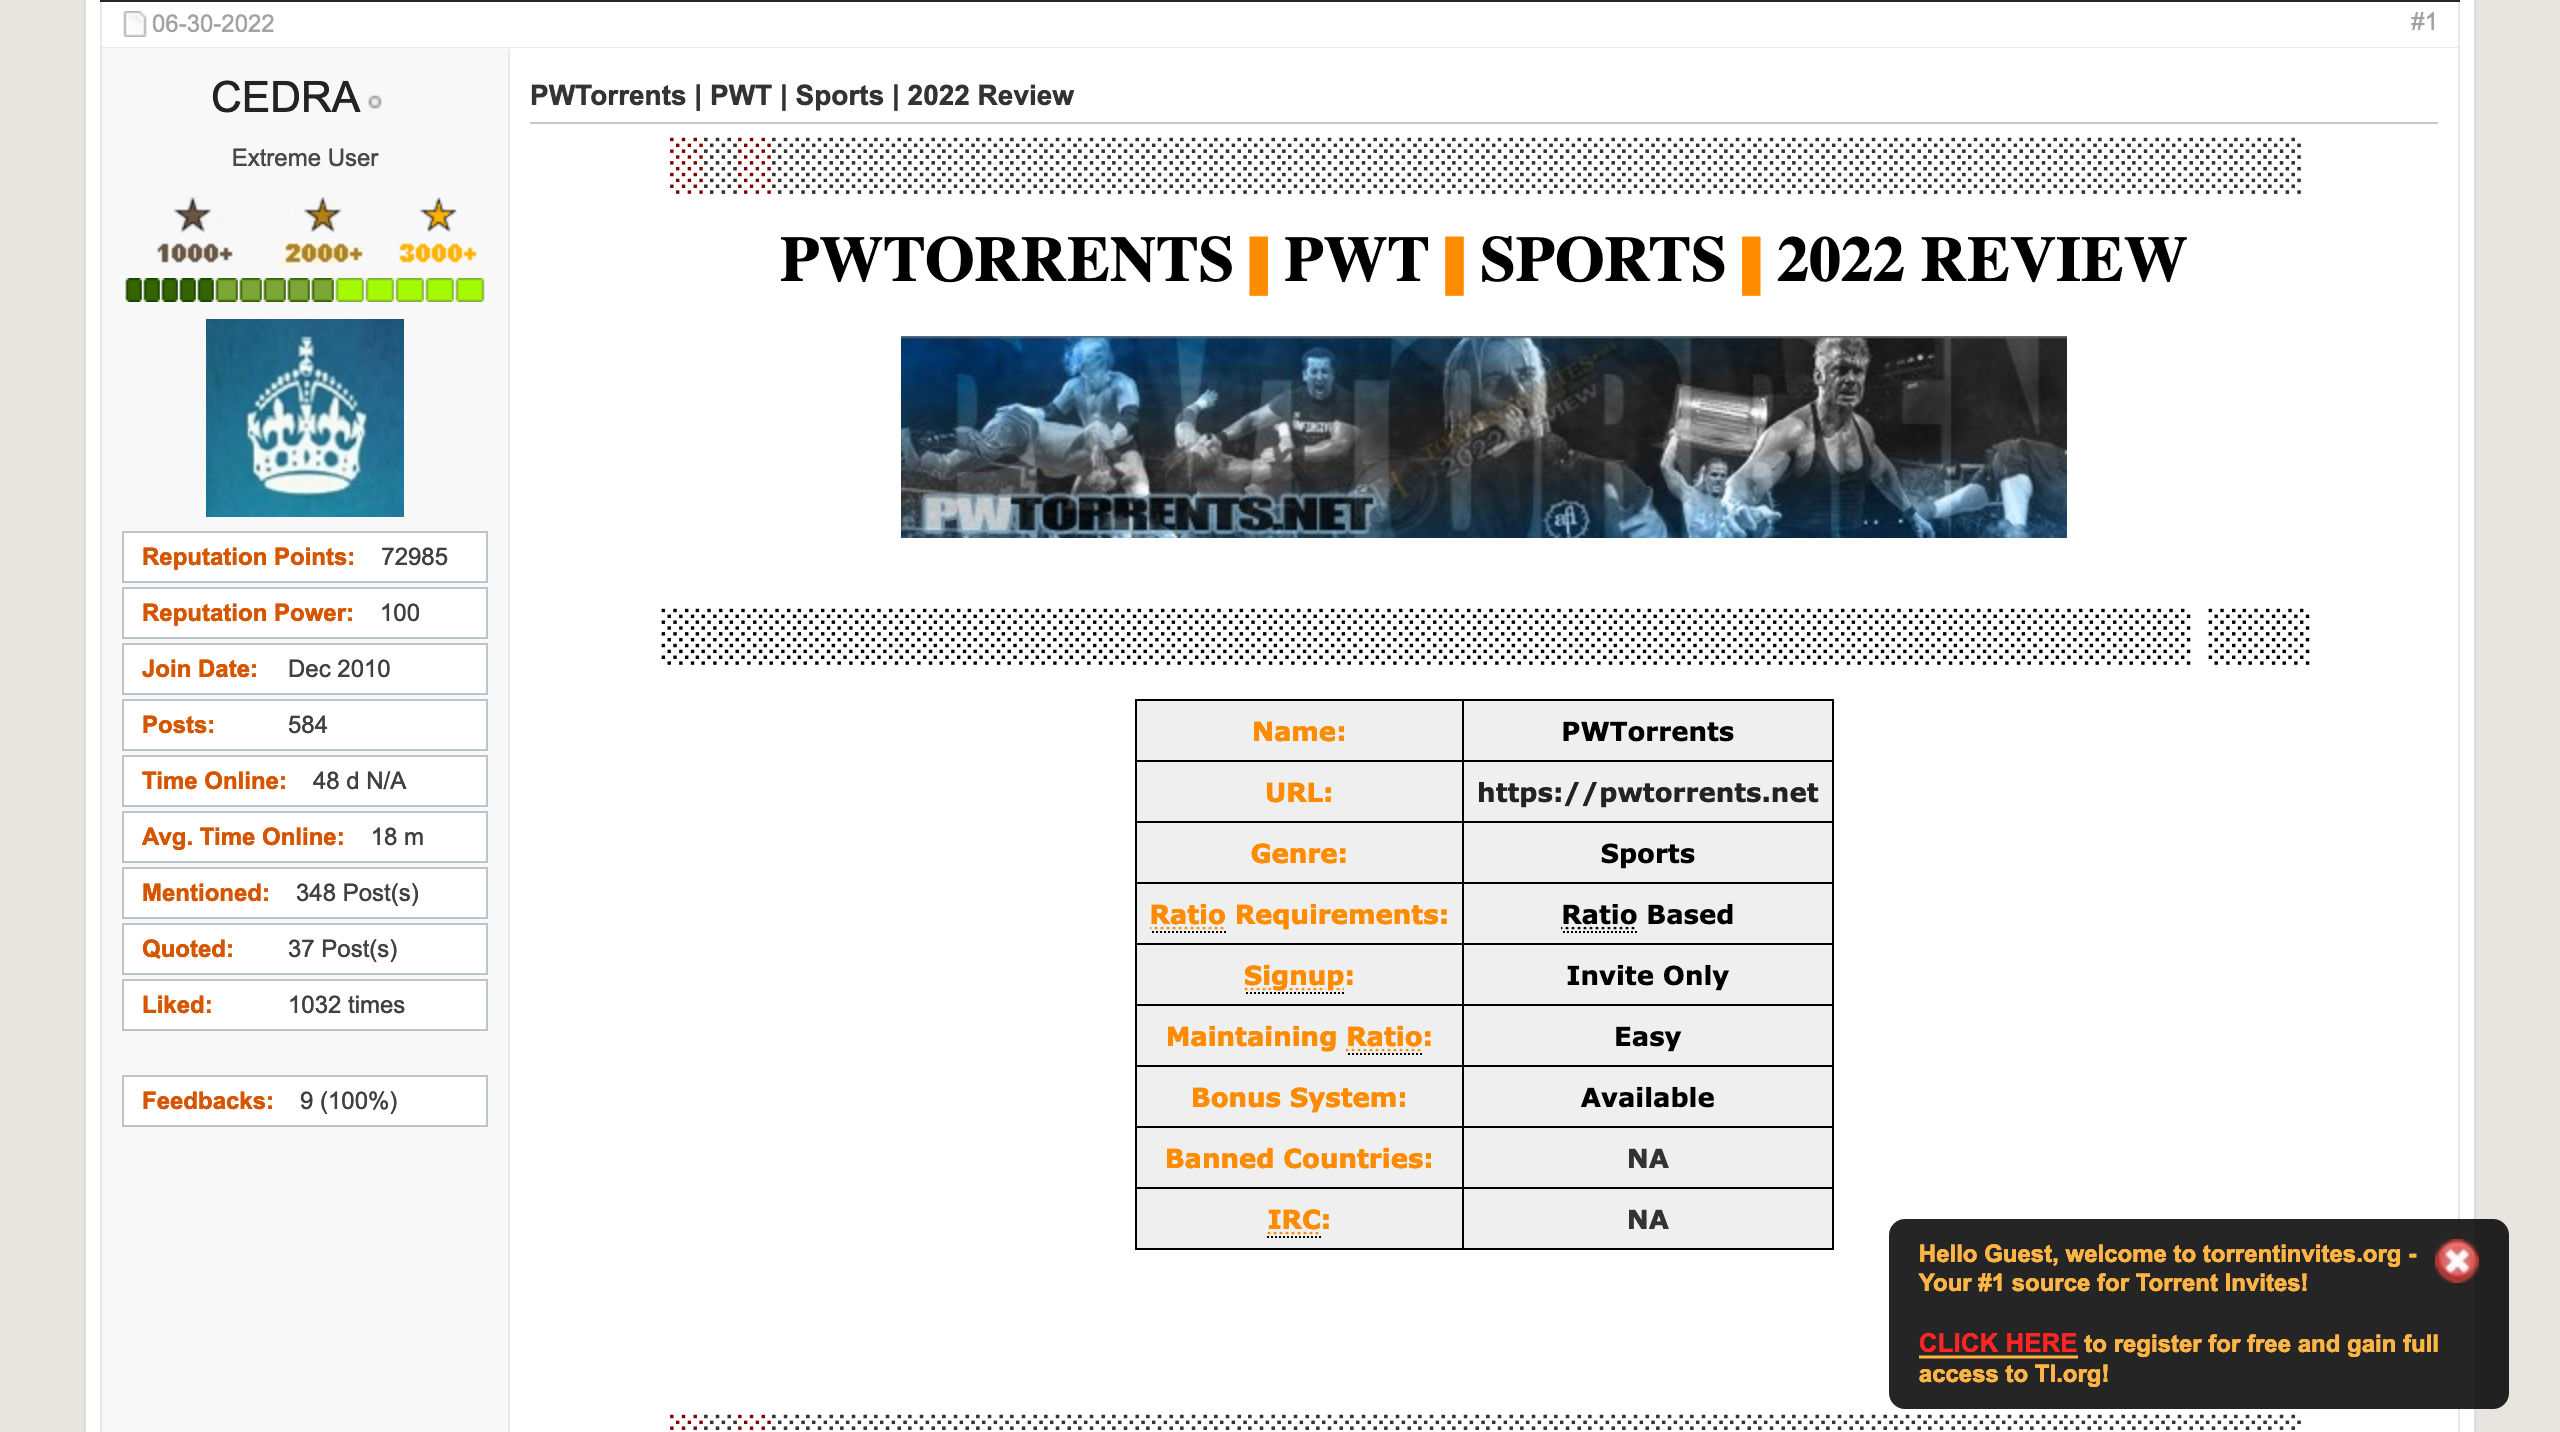 06-30-2022
#1
CEDRA
Extreme User
1000+ 2000+ 3000+
Reputation Points: 72985
Reputation Power: 100
Join Date: Dec 2010
Posts: 584
Time Online: 48 d N/A
Avg. Time Online: 18 m
Mentioned: 348 Post(s)
Quoted: 37 Post(s)
Liked: 1032 times
Feedbacks: 9 (100%)
PWTorrents | PWT | Sports | 2022 Review
PWTORRENTS | PWT | SPORTS | 2022 REVIEW
PWTORRENTS.NET
Name: PWTorrents
URL: https://pwtorrents.net
Genre: Sports
Ratio Requirements: Ratio Based
Signup: Invite Only
Maintaining Ratio: Easy
Bonus System: Available
Banned Countries: NA
IRC: NA
Hello Guest, welcome to torrentinvites.org -
Your #1 source for Torrent Invites!
CLICK HERE to register for free and gain full
access to TI.org!